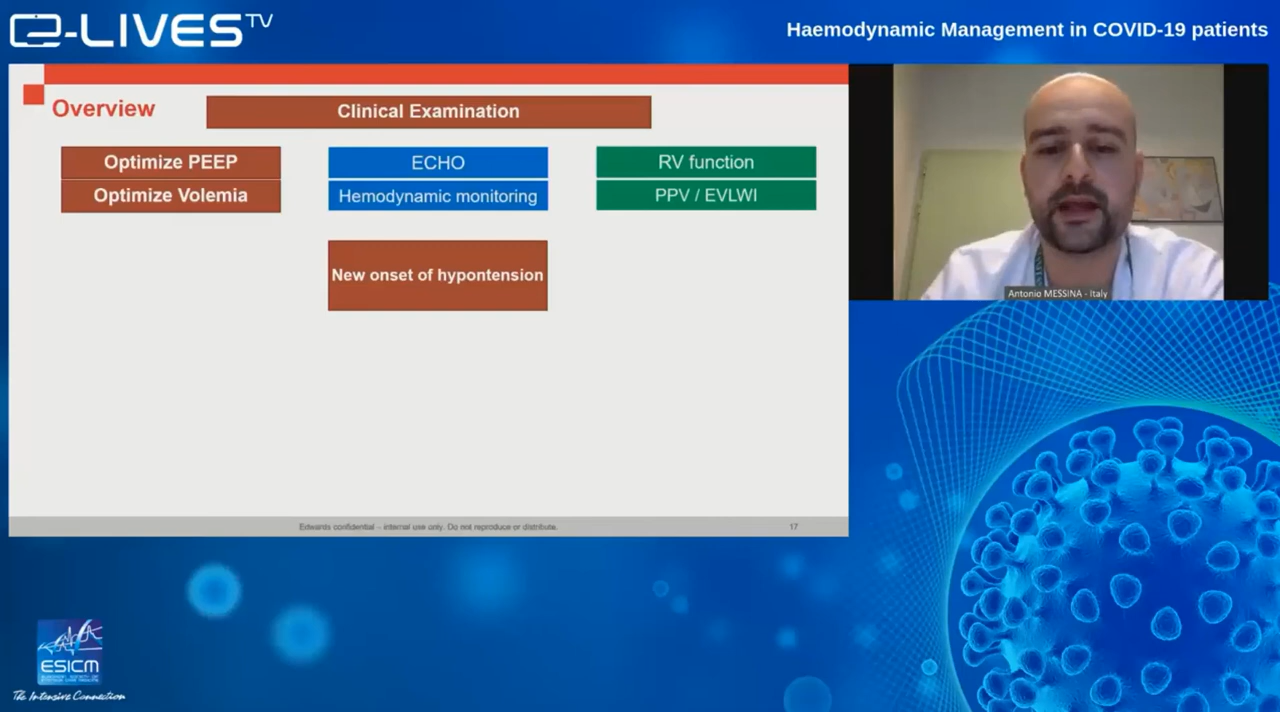 e-LIVES TV
Haemodynamic Management in COVID-19 patients
Overview
Clinical Examination
Optimize PEEP
Optimize Volemia
ECHO
Hemodynamic monitoring
RV function
PPV / EVLWI
New onset of hypontension
Edwards confidential – internal use only. Do not reproduce or distribute.
17
Antonio MESSINA - Italy
ESICM
The Intensive Connection